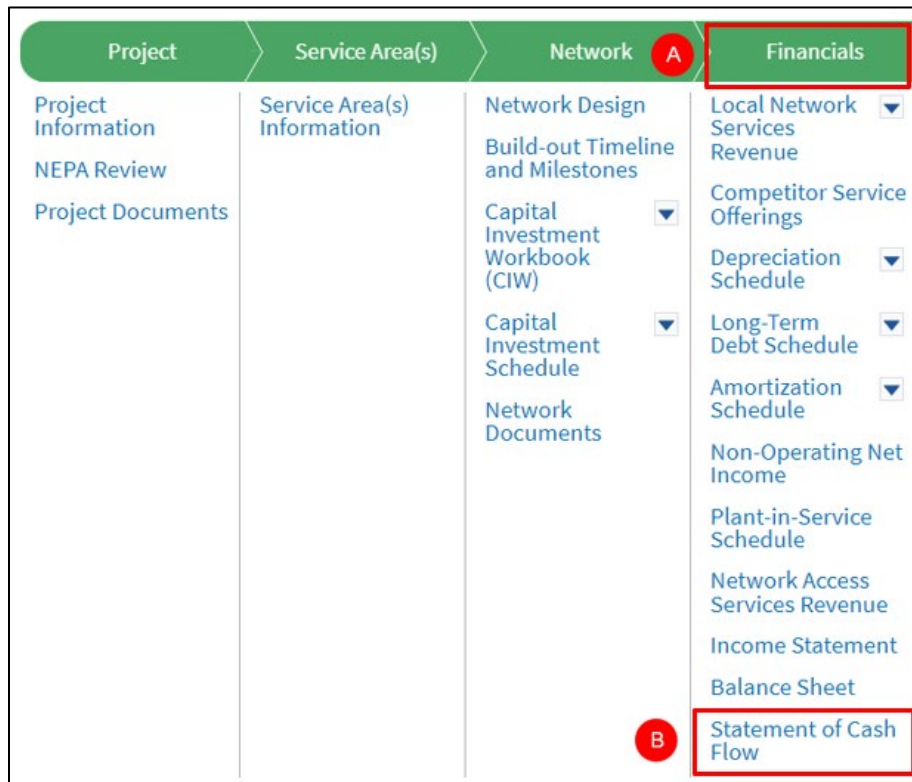 Project
Service Area(s)
Network
A
Financials
Project
Information
NEPA Review
Project Documents
Service Area(s)
Information
Network Design
Build-out Timeline
and Milestones
Capital
Investment
Workbook
(CIW)
Capital
Investment
Schedule
Network
Documents
Local Network
Services
Revenue
Competitor Service
Offerings
Depreciation
Schedule
Long-Term
Debt Schedule
Amortization
Schedule
Non-Operating Net
Income
Plant-in-Service
Schedule
Network Access
Services Revenue
Income Statement
Balance Sheet
B
Statement of Cash
Flow